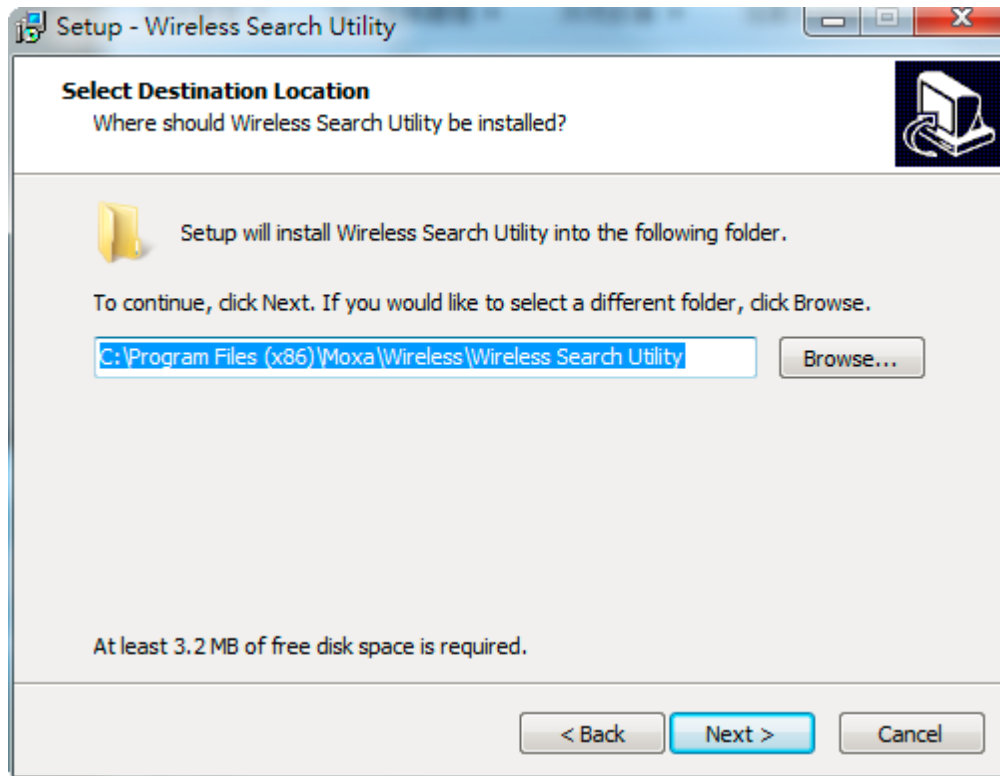 Setup - Wireless Search Utility
Select Destination Location
Where should Wireless Search Utility be installed?
Setup will install Wireless Search Utility into the following folder.
To continue, click Next. If you would like to select a different folder, click Browse.
C:\Program Files (x86)\Moxa\Wireless\Wireless Search Utility
Browse...
At least 3.2 MB of free disk space is required.
< Back
Next >
Cancel